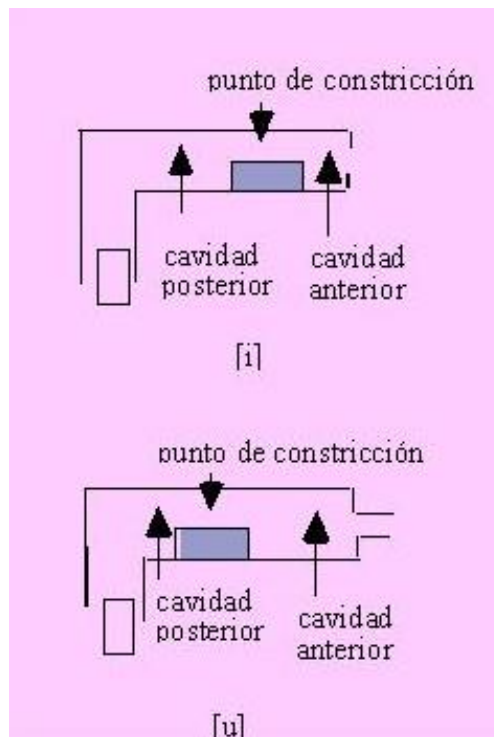 punto de constricción
cavidad
posterior
cavidad
anterior
[i]
punto de constricción
cavidad
posterior
cavidad
anterior
[u]